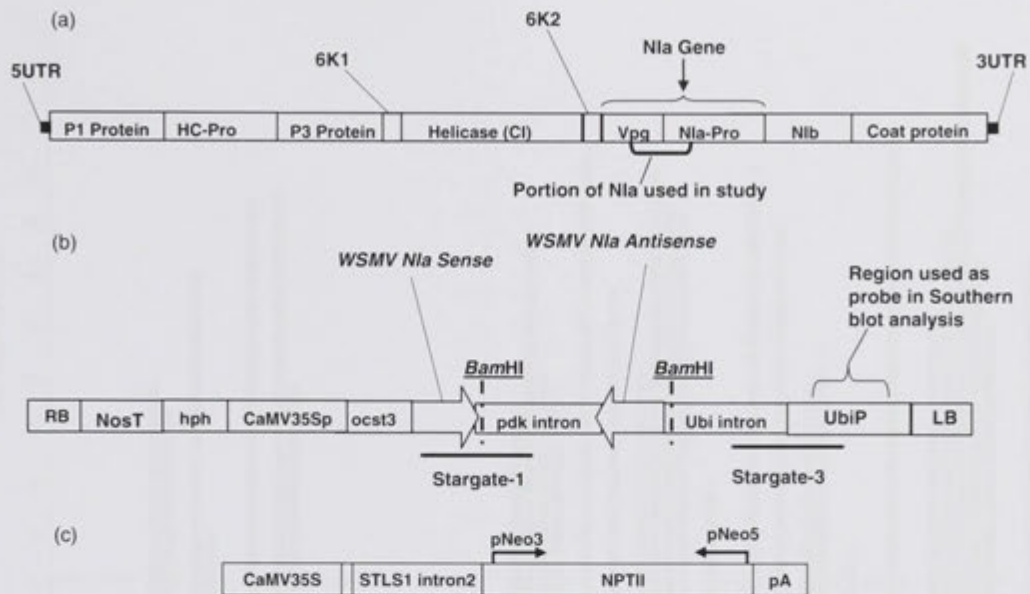 (a)
5UTR
6K1
6K2
NIa Gene
3UTR
P1 Protein HC-Pro P3 Protein Helicase (CI) Vpg NIa-Pro NIb Coat protein
Portion of NIa used in study
(b)
WSMV NIa Sense
WSMV NIa Antisense
Region used as
probe in Southern
blot analysis
BamHI BamHI
RB NosT hph CaMV35Sp ocst3 pdk intron Ubi intron UbiP LB
Stargate-1 Stargate-3
(c)
pNeo3 pNeo5
CaMV35S STLS1 intron2 NPTII pA